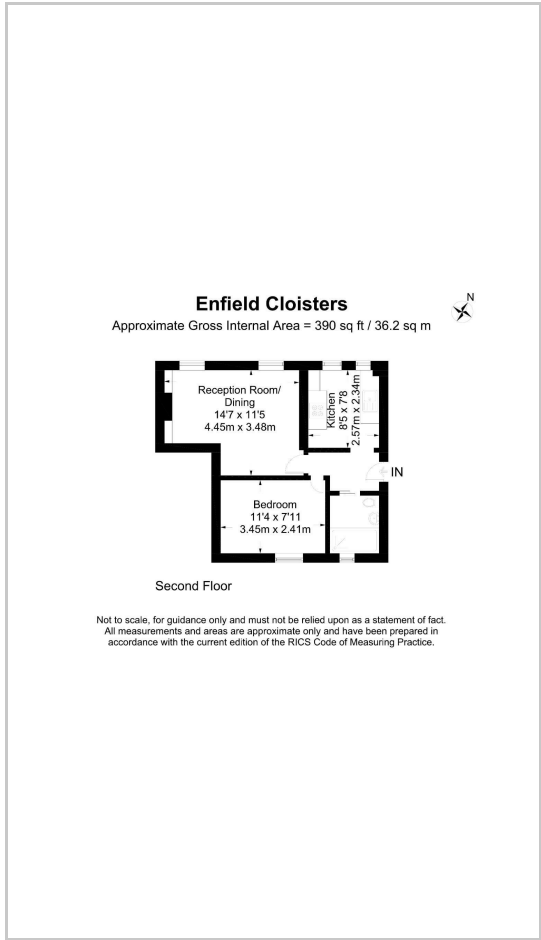 Enfield Cloisters
N
Approximate Gross Internal Area = 390 sq ft / 36.2 sq m
Reception Room/
Dining
14'7 x 11'5
4.45m x 3.48m
Kitchen
8'5 x 7'8
2.57m x 2.34m
IN
Bedroom
11'4 x 7'11
3.45m x 2.41m
Second Floor
Not to scale, for guidance only and must not be relied upon as a statement of fact.
All measurements and areas are approximate only and have been prepared in
accordance with the current edition of the RICS Code of Measuring Practice.